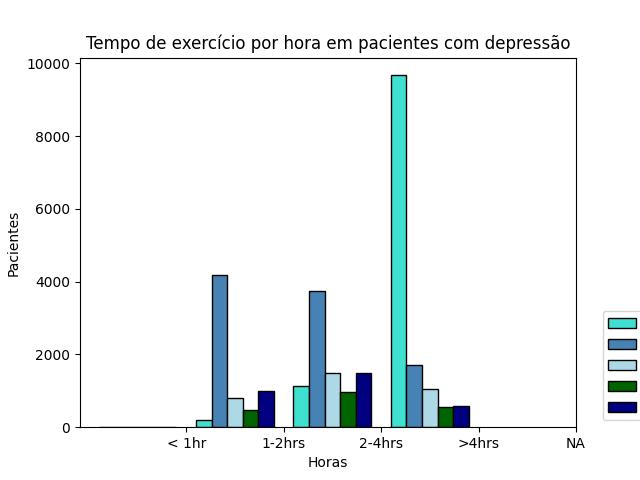 Tempo de exercício por hora em pacientes com depressão
10000
8000
6000
4000
2000
0
Pacientes
< 1hr
1-2hrs
2-4hrs
>4hrs
NA
Horas